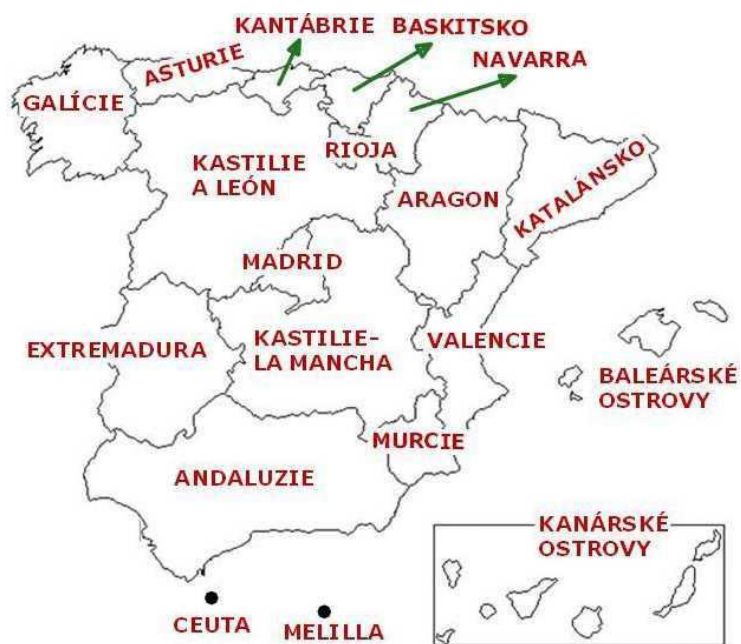 KANTÁBRIE
BASKITSKO
NAVARRA
ASTURIE
GALÍCIE
RIOJA
KASTILIE
A LEÓN
ARAGON
KATALÁNSKO
MADRID
EXTREMADURA
KASTILIE-
LA MANCHA
VALENCIE
BALEÁRSKÉ
OSTROVY
MURCIE
ANDALUZIE
KANÁRSKÉ
OSTROVY
CEUTA
MELILLA